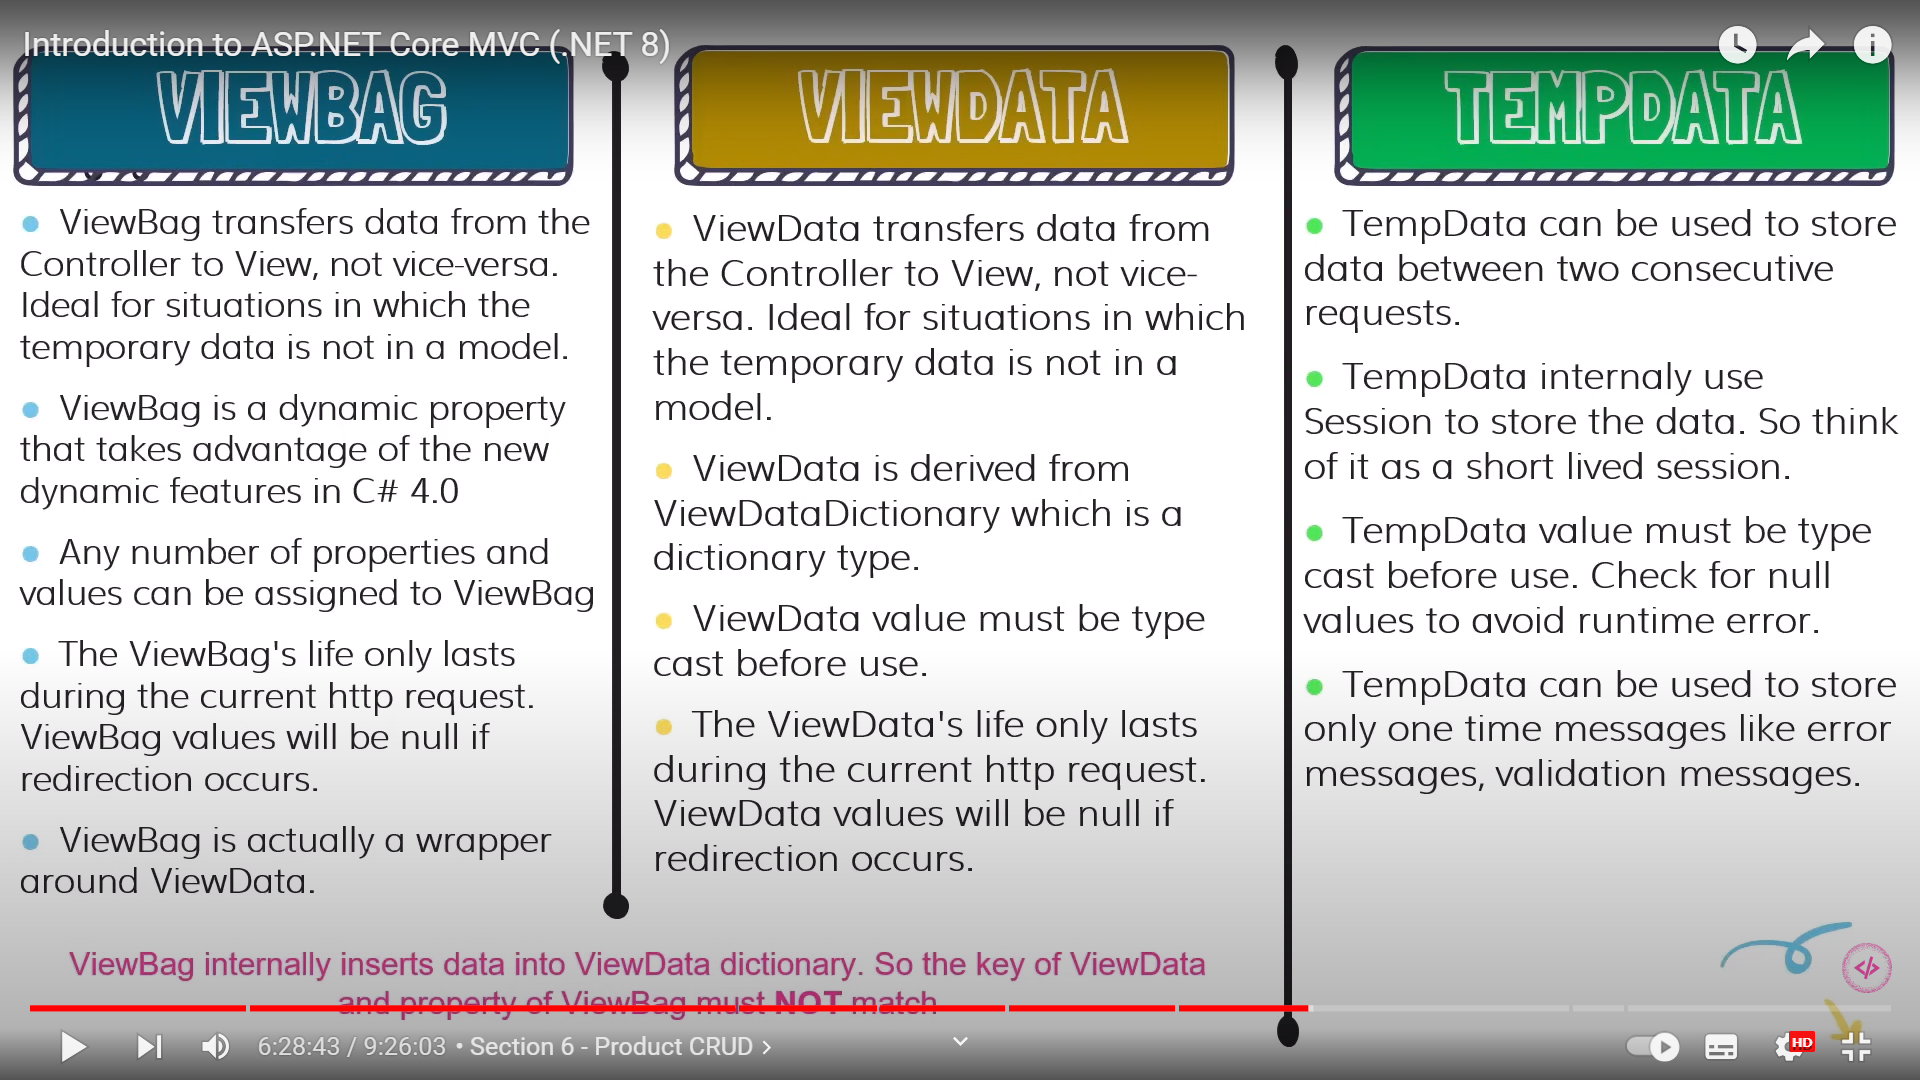 Introduction to ASP.NET Core MVC (.NET 8)
VIEWBAG
ViewBag transfers data from the
Controller to View, not vice-versa.
Ideal for situations in which the
temporary data is not in a model.
ViewBag is a dynamic property
that takes advantage of the new
dynamic features in C# 4.0
Any number of properties and
values can be assigned to ViewBag
The ViewBag's life only lasts
during the current http request.
ViewBag values will be null if
redirection occurs.
ViewBag is actually a wrapper
around ViewData.
VIEWDATA
ViewData transfers data from
the Controller to View, not vice-
versa. Ideal for situations in which
the temporary data is not in a
model.
ViewData is derived from
ViewDataDictionary which is a
dictionary type.
ViewData value must be type
cast before use.
The ViewData's life only lasts
during the current http request.
ViewData values will be null if
redirection occurs.
TEMPDATA
TempData can be used to store
data between two consecutive
requests.
TempData internaly use
Session to store the data. So think
of it as a short lived session.
TempData value must be type
cast before use. Check for null
values to avoid runtime error.
TempData can be used to store
only one time messages like error
messages, validation messages.
ViewBag internally inserts data into ViewData dictionary. So the key of ViewData
and property of ViewBag must NOT match
</>
6:28:43 / 9:26:03 • Section 6 - Product CRUD >
HD